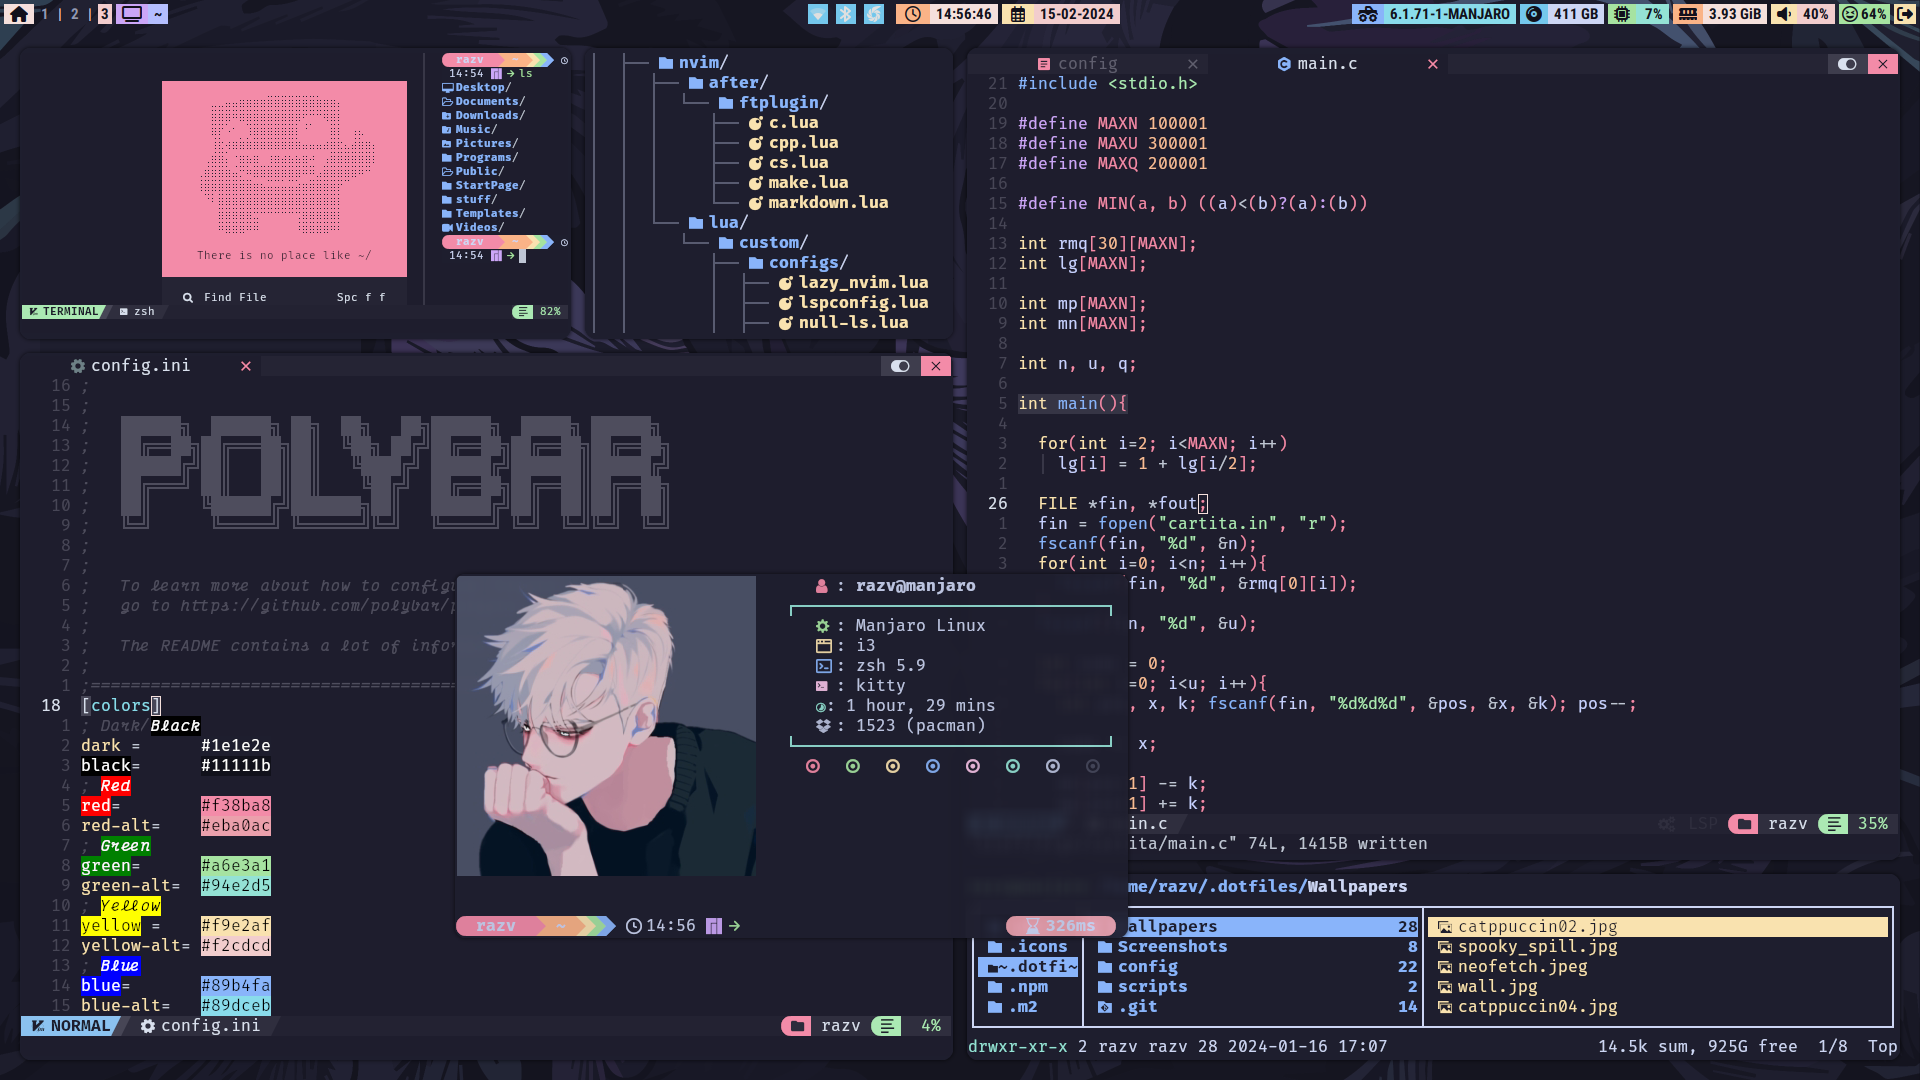 1 | 2 | 3 ~
14:56:46 15-02-2024
6.1.71-1-MANJARO 411 GB 7% 3.93 GiB 40% 64%
There is no place like ~/
Find File Spc f f
TERMINAL zsh 82%
razv ~
14:54 ls
Desktop/
Documents/
Downloads/
Music/
Pictures/
Programs/
Public/
StartPage/
stuff/
Templates/
Videos/
razv ~
14:54
nvim/
after/
ftplugin/
c.lua
cpp.lua
cs.lua
make.lua
markdown.lua
lua/
custom/
configs/
lazy_nvim.lua
lspconfig.lua
null-ls.lua
config main.c
21 #include <stdio.h>
20
19 #define MAXN 100001
18 #define MAXU 300001
17 #define MAXQ 200001
16
15 #define MIN(a, b) ((a)<(b)?(a):(b))
14
13 int rmq[30][MAXN];
12 int lg[MAXN];
11
10 int mp[MAXN];
9 int mn[MAXN];
8
7 int n, u, q;
6
5 int main(){
4
3 for(int i=2; i<MAXN; i++)
2 lg[i] = 1 + lg[i/2];
1
26 FILE *fin, *fout;
1 fin = fopen("cartita.in", "r");
2 fscanf(fin, "%d", &n);
3 for(int i=0; i<n; i++){
fin, "%d", &rmq[0][i]);
n, "%d", &u);
= 0;
=0; i<u; i++){
, x, k; fscanf(fin, "%d%d%d", &pos, &x, &k); pos--;
x;
1] -= k;
1] += k;
in.c LSP razv 35%
ita/main.c" 74L, 1415B written
config.ini
16 ;
15 ;
14 ;
13 ;
12 ; POLYBAR
11 ;
10 ;
9 ;
8 ;
7 ;
6 ; To learn more about how to config
5 ; go to https://github.com/polybar/p
4 ;
3 ; The README contains a lot of infor
2 ;
1 ;=====================================
18 [colors]
1 ; Dark/Black
2 dark = #1e1e2e
3 black= #11111b
4 ; Red
5 red= #f38ba8
6 red-alt= #eba0ac
7 ; Green
8 green= #a6e3a1
9 green-alt= #94e2d5
10 ; Yellow
11 yellow = #f9e2af
12 yellow-alt= #f2cdcd
13 ; Blue
14 blue= #89b4fa
15 blue-alt= #89dceb
NORMAL config.ini razv 4%
: razv@manjaro
: Manjaro Linux
: i3
: zsh 5.9
: kitty
: 1 hour, 29 mins
: 1523 (pacman)
razv ~ 14:56 326ms
me/razv/.dotfiles/Wallpapers
allpapers 28 catppuccin02.jpg
.icons Screenshots 8 spooky_spill.jpg
~.dotfi~ config 22 neofetch.jpeg
.npm scripts 2 wall.jpg
.m2 .git 14 catppuccin04.jpg
drwxr-xr-x 2 razv razv 28 2024-01-16 17:07 14.5k sum, 925G free 1/8 Top